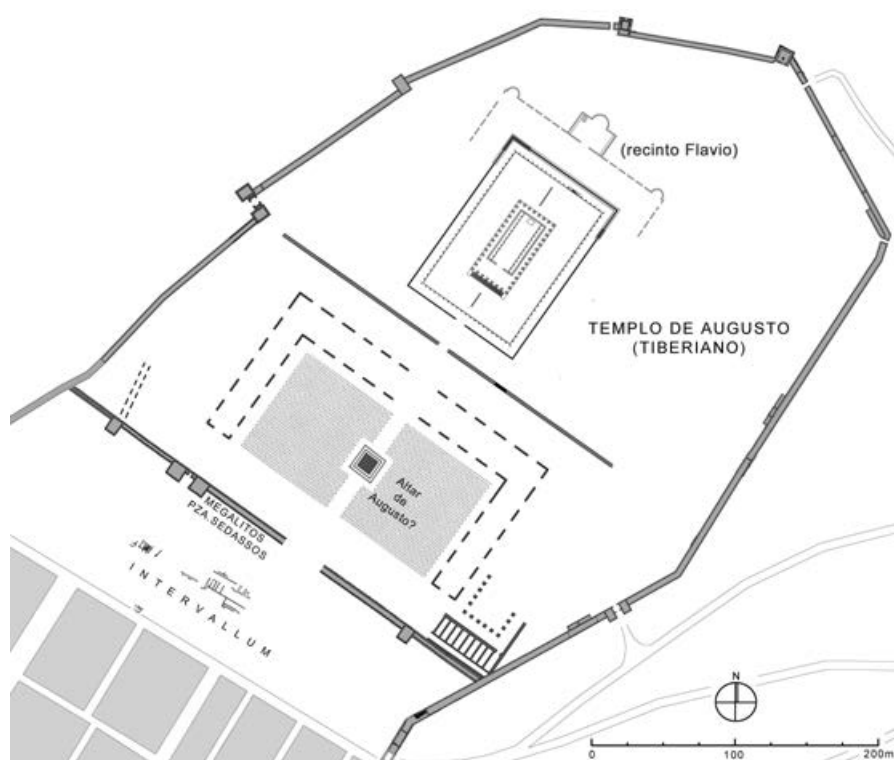 (recinto Flavio)
TEMPLO DE AUGUSTO
(TIBERIANO)
Altar
de
Augusto?
MEGALITOS
PZA.SEDASSOS
INTERVALLUM
N
0 100 200m